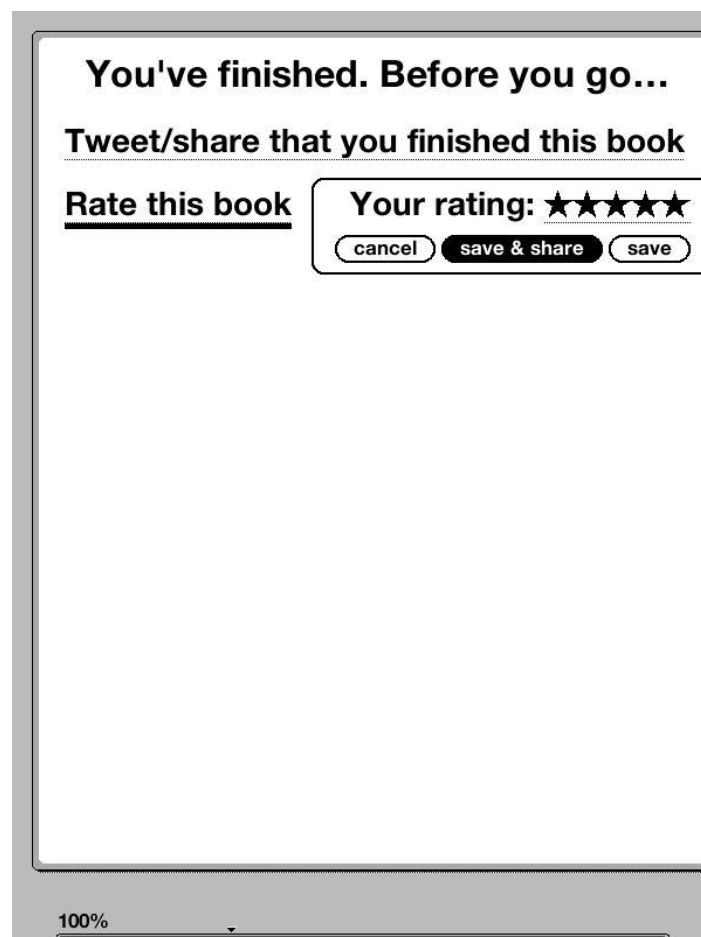 You've finished. Before you go…
Tweet/share that you finished this book
Rate this book
Your rating: ★★★★★
cancel save & share save
100%